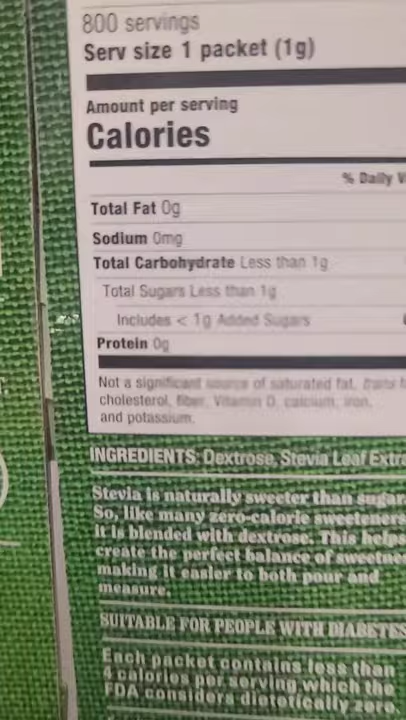 800 servings
Serv size 1 packet (1g)
Amount per serving
Calories
% Daily V
Total Fat 0g
Sodium 0mg
Total Carbohydrate Less than 1g
Total Sugars Less than 1g
Includes < 1g Added Sugars
Protein 0g
Not a significant source of saturated fat, trans f
cholesterol, fiber, Vitamin D, calcium, iron,
and potassium.
INGREDIENTS: Dextrose, Stevia Leaf Extra
Stevia is naturally sweeter than sugar.
So, like many zero-calorie sweeteners
it is blended with dextrose. This helps
create the perfect balance of sweetne
making it easier to both pour and
measure.
SUITABLE FOR PEOPLE WITH DIABETES
Each packet contains less than
4 calories per serving which the
FDA considers dietetically zero.